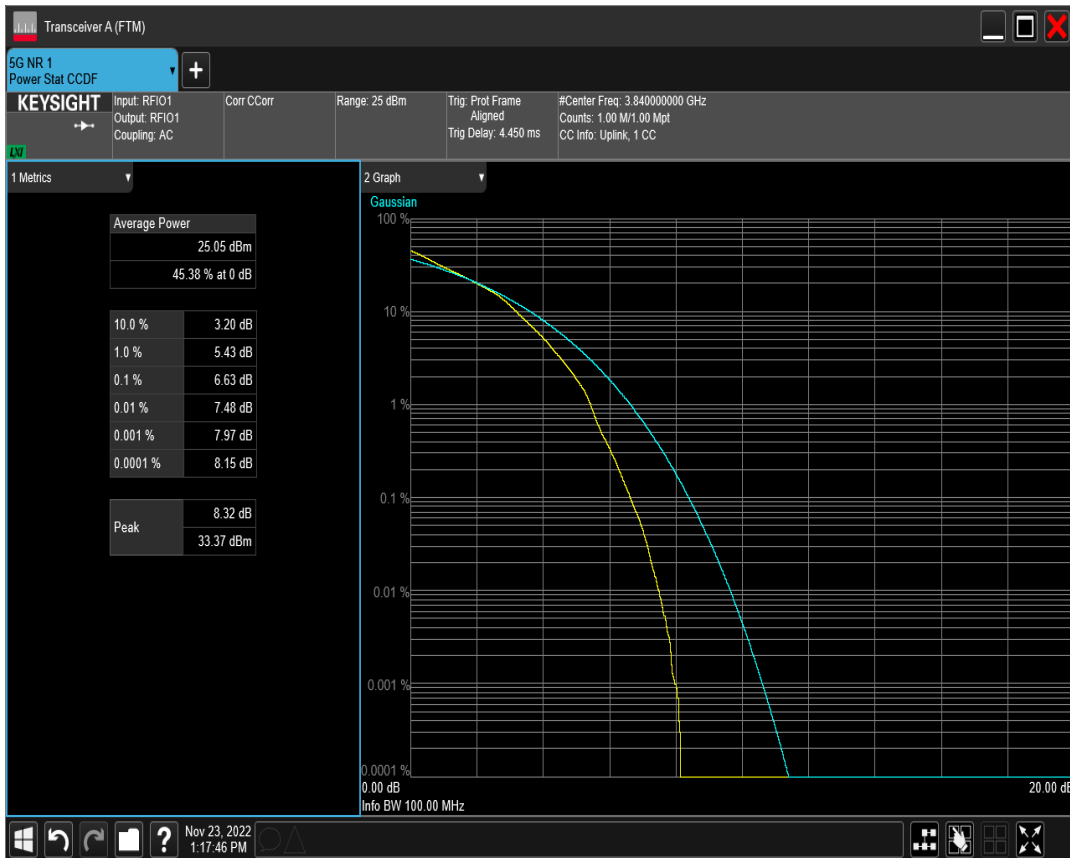 Transceiver A (FTM)
5G NR 1
Power Stat CCDF
+
KEYSIGHT
LXI
Input: RFIO1
Output: RFIO1
Coupling: AC
Corr CCorr
Range: 25 dBm
Trig: Prot Frame
Aligned
Trig Delay: 4.450 ms
#Center Freq: 3.840000000 GHz
Counts: 1.00 M/1.00 Mpt
CC Info: Uplink, 1 CC
1 Metrics
Average Power
25.05 dBm
45.38 % at 0 dB
10.0 % 3.20 dB
1.0 % 5.43 dB
0.1 % 6.63 dB
0.01 % 7.48 dB
0.001 % 7.97 dB
0.0001 % 8.15 dB
Peak 8.32 dB
33.37 dBm
2 Graph
Gaussian
100 %
10 %
1 %
0.1 %
0.01 %
0.001 %
0.0001 %
0.00 dB 20.00 dB
Info BW 100.00 MHz
?
Nov 23, 2022
1:17:46 PM